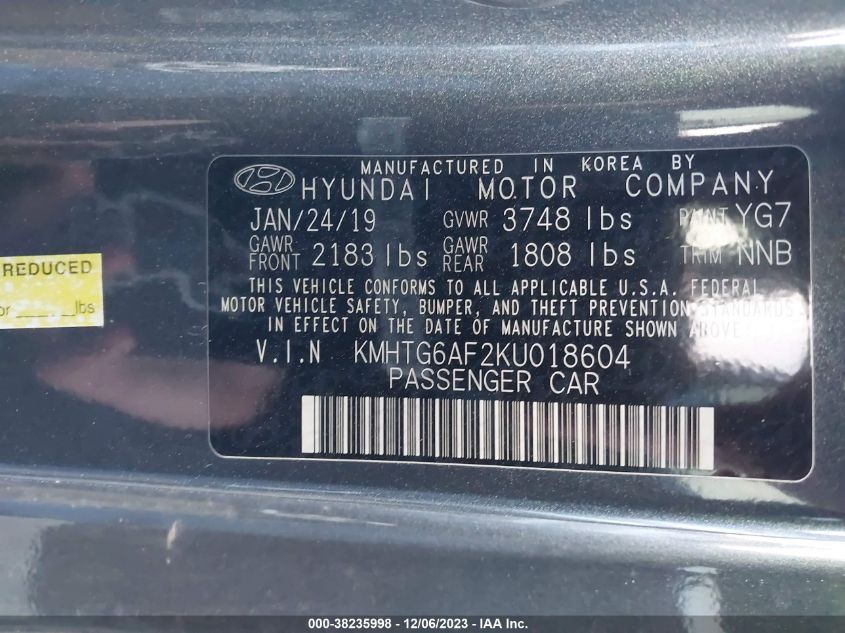 MANUFACTURED IN KOREA BY
HYUNDAI MOTOR COMPANY
JAN/24/19 GVWR 3748 lbs PAINT YG7
GAWR FRONT 2183 lbs GAWR REAR 1808 lbs TRIM NNB
THIS VEHICLE CONFORMS TO ALL APPLICABLE U.S.A. FEDERAL
MOTOR VEHICLE SAFETY, BUMPER, AND THEFT PREVENTION STANDARDS
IN EFFECT ON THE DATE OF MANUFACTURE SHOWN ABOVE.
V.I.N KMHTG6AF2KU018604
PASSENGER CAR
REDUCED
or ___ ___lbs
000-38235998 - 12/06/2023 - IAA Inc.